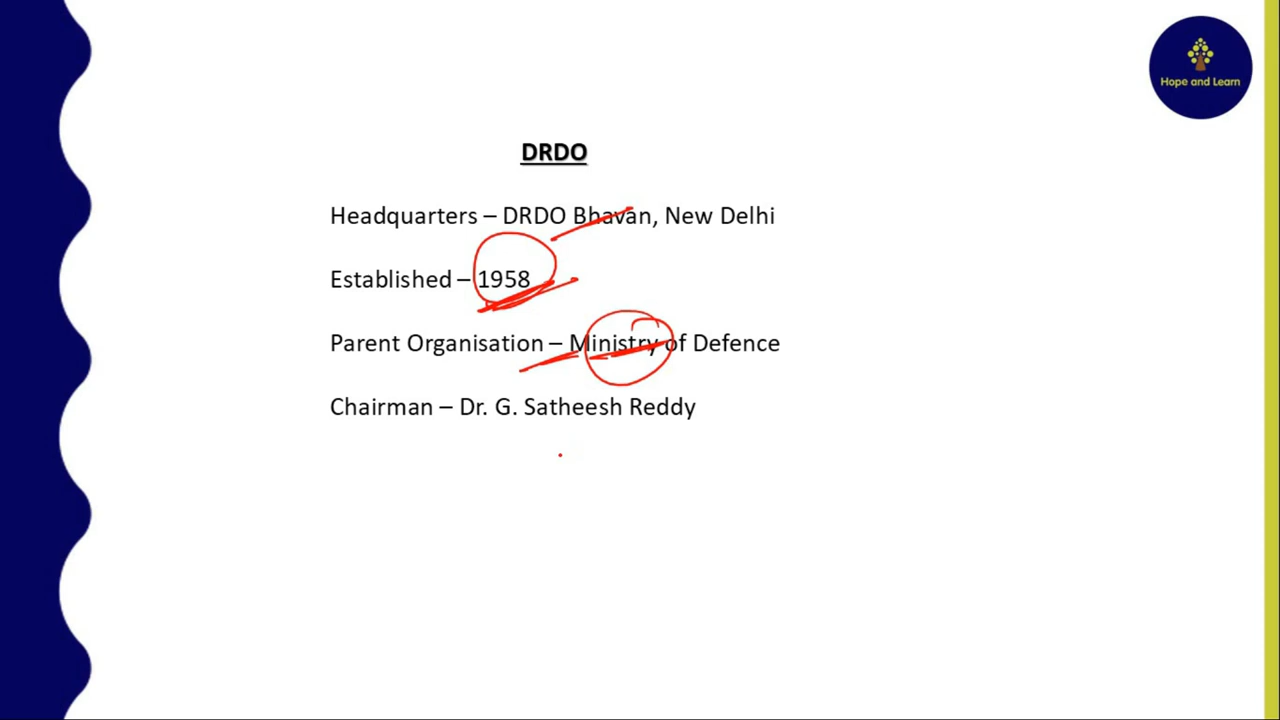 Hope and Learn
DRDO
Headquarters – DRDO Bhavan, New Delhi
Established – 1958
Parent Organisation – Ministry of Defence
Chairman – Dr. G. Satheesh Reddy